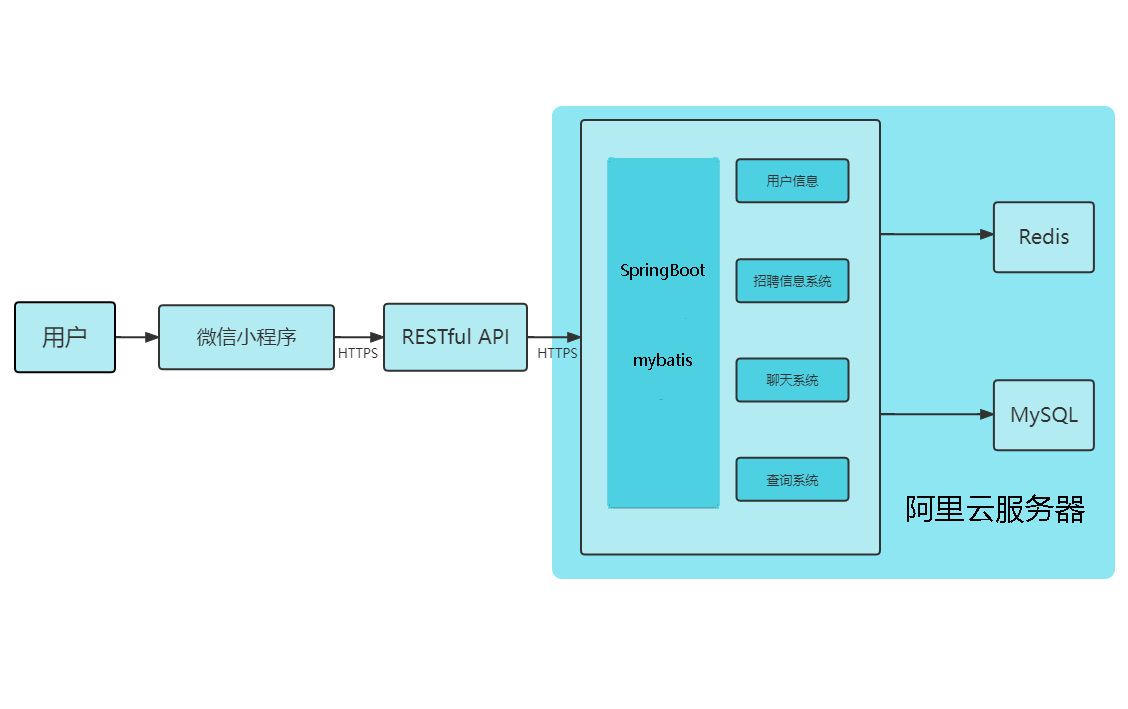 用户
微信小程序
HTTPS
RESTful API
HTTPS
SpringBoot
mybatis
用户信息
招聘信息系统
聊天系统
查询系统
Redis
MySQL
阿里云服务器